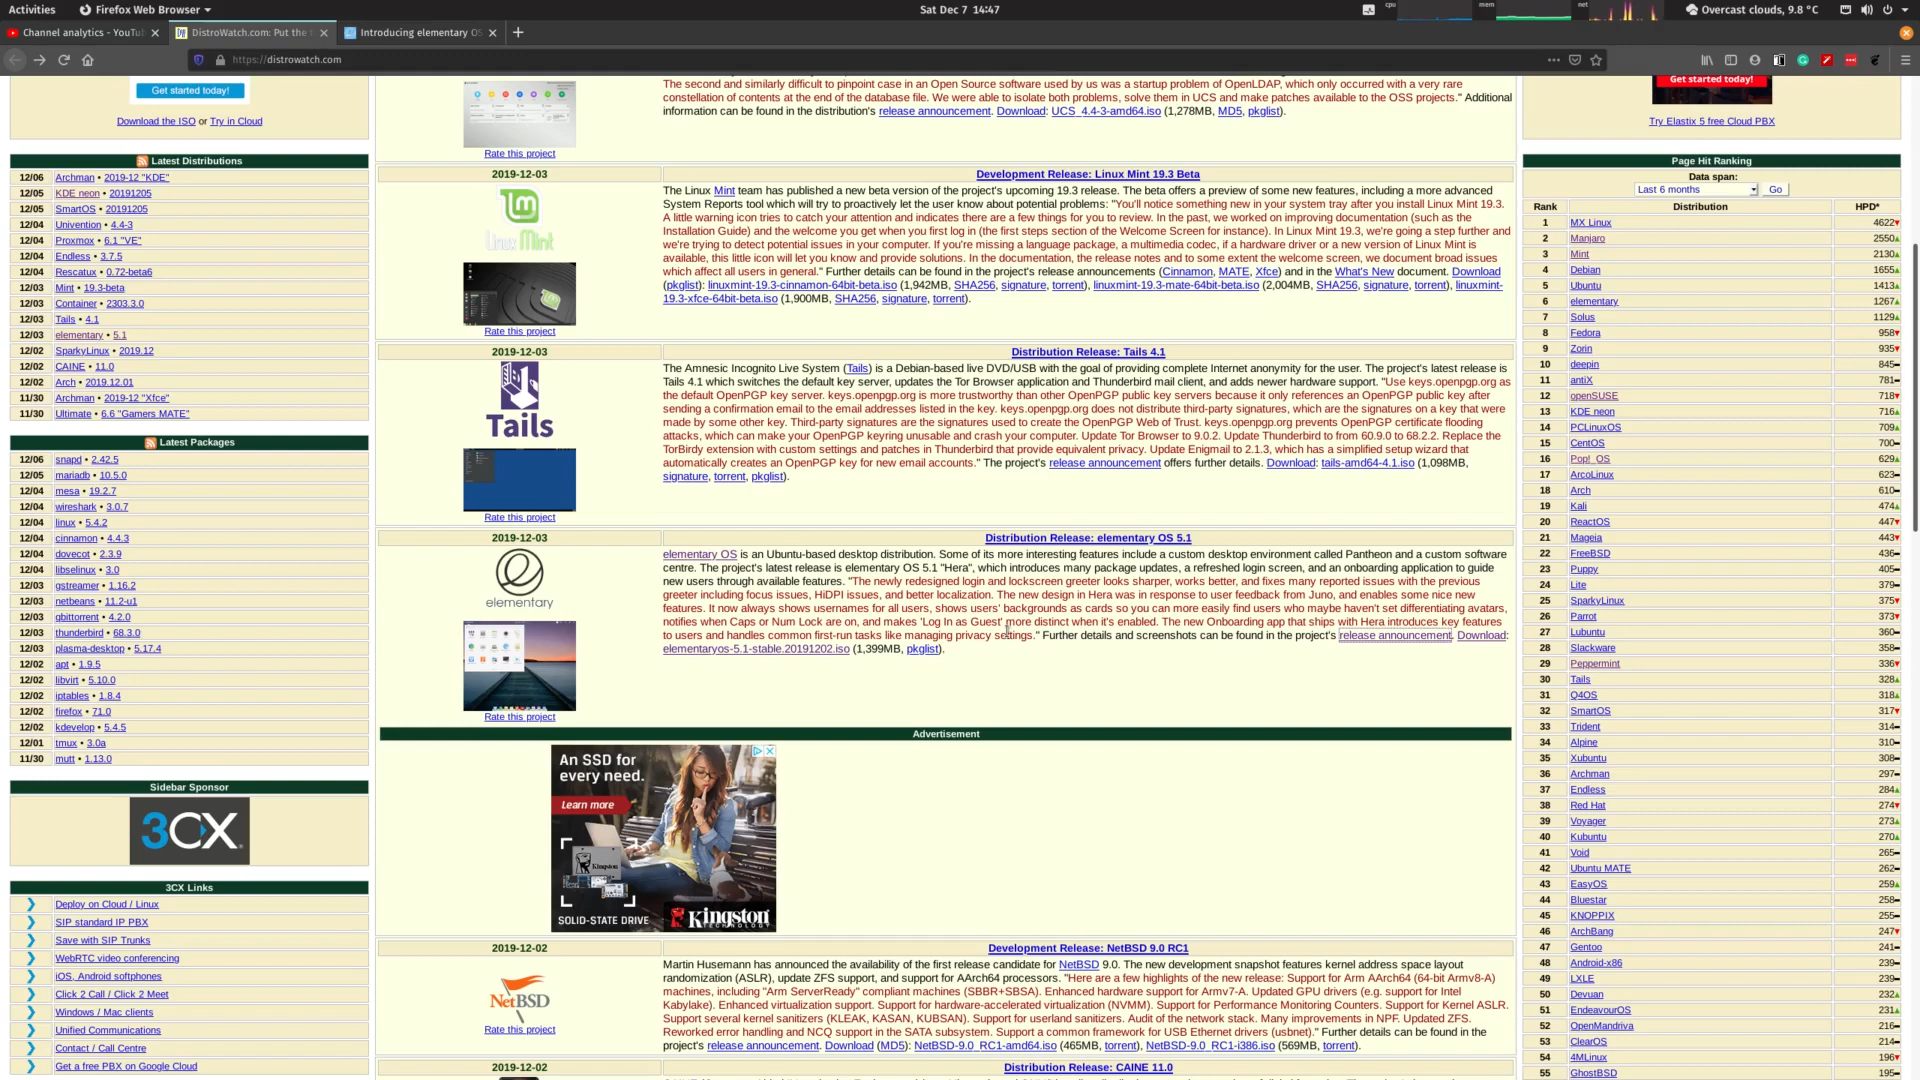 Activities
Firefox Web Browser
Sat Dec 7 14:47
cpu
mem
net
Overcast clouds, 9.8 °C
Channel analytics - YouTu
DistroWatch.com: Put the
Introducing elementary OS
https://distrowatch.com
Get started today!
Download the ISO or Try in Cloud
Latest Distributions
12/06 Archman • 2019-12 "KDE"
12/05 KDE neon • 20191205
12/05 SmartOS • 20191205
12/04 Univention • 4.4-3
12/04 Proxmox • 6.1 "VE"
12/04 Endless • 3.7.5
12/04 Rescatux • 0.72-beta6
12/03 Mint • 19.3-beta
12/03 Container • 2303.3.0
12/03 Tails • 4.1
12/03 elementary • 5.1
12/02 SparkyLinux • 2019.12
12/02 CAINE • 11.0
12/02 Arch • 2019.12.01
11/30 Archman • 2019-12 "Xfce"
11/30 Ultimate • 6.6 "Gamers MATE"
Latest Packages
12/06 snapd • 2.42.5
12/05 mariadb • 10.5.0
12/04 mesa • 19.2.7
12/04 wireshark • 3.0.7
12/04 linux • 5.4.2
12/04 cinnamon • 4.4.3
12/04 dovecot • 2.3.9
12/04 libselinux • 3.0
12/03 gstreamer • 1.16.2
12/03 netbeans • 11.2-u1
12/03 qbittorrent • 4.2.0
12/03 thunderbird • 68.3.0
12/03 plasma-desktop • 5.17.4
12/02 apt • 1.9.5
12/02 libvirt • 5.10.0
12/02 iptables • 1.8.4
12/02 firefox • 71.0
12/02 kdevelop • 5.4.5
12/01 tmux • 3.0a
11/30 mutt • 1.13.0
Sidebar Sponsor
3CX
3CX Links
Deploy on Cloud / Linux
SIP standard IP PBX
Save with SIP Trunks
WebRTC video conferencing
iOS, Android softphones
Click 2 Call / Click 2 Meet
Windows / Mac clients
Unified Communications
Contact / Call Centre
Get a free PBX on Google Cloud
The second and similarly difficult to pinpoint case in an Open Source software used by us was a startup problem of OpenLDAP, which only occurred with a very rare
constellation of contents at the end of the database file. We were able to isolate both problems, solve them in UCS and make patches available to the OSS projects." Additional
information can be found in the distribution's release announcement. Download: UCS_4.4-3-amd64.iso (1,278MB, MD5, pkglist).
Rate this project
2019-12-03 Development Release: Linux Mint 19.3 Beta
Linux Mint
The Linux Mint team has published a new beta version of the project's upcoming 19.3 release. The beta offers a preview of some new features, including a more advanced
System Reports tool which will try to proactively let the user know about potential problems: "You'll notice something new in your system tray after you install Linux Mint 19.3.
A little warning icon tries to catch your attention and indicates there are a few things for you to review. In the past, we worked on improving documentation (such as the
Installation Guide) and the welcome you get when you first log in (the first steps section of the Welcome Screen for instance). In Linux Mint 19.3, we're going a step further and
we're trying to detect potential issues in your computer. If you're missing a language package, a multimedia codec, if a hardware driver or a new version of Linux Mint is
available, this little icon will let you know and provide solutions. In the documentation, the release notes and to some extent the welcome screen, we document broad issues
which affect all users in general." Further details can be found in the project's release announcements (Cinnamon, MATE, Xfce) and in the What's New document. Download
(pkglist): linuxmint-19.3-cinnamon-64bit-beta.iso (1,942MB, SHA256, signature, torrent), linuxmint-19.3-mate-64bit-beta.iso (2,004MB, SHA256, signature, torrent), linuxmint-
19.3-xfce-64bit-beta.iso (1,900MB, SHA256, signature, torrent).
Rate this project
2019-12-03 Distribution Release: Tails 4.1
Tails
The Amnesic Incognito Live System (Tails) is a Debian-based live DVD/USB with the goal of providing complete Internet anonymity for the user. The project's latest release is
Tails 4.1 which switches the default key server, updates the Tor Browser application and Thunderbird mail client, and adds newer hardware support. "Use keys.openpgp.org as
the default OpenPGP key server. keys.openpgp.org is more trustworthy than other OpenPGP public key servers because it only references an OpenPGP public key after
sending a confirmation email to the email addresses listed in the key. keys.openpgp.org does not distribute third-party signatures, which are the signatures on a key that were
made by some other key. Third-party signatures are the signatures used to create the OpenPGP Web of Trust. keys.openpgp.org prevents OpenPGP certificate flooding
attacks, which can make your OpenPGP keyring unusable and crash your computer. Update Tor Browser to 9.0.2. Update Thunderbird to from 60.9.0 to 68.2.2. Replace the
TorBirdy extension with custom settings and patches in Thunderbird that provide equivalent privacy. Update Enigmail to 2.1.3, which has a simplified setup wizard that
automatically creates an OpenPGP key for new email accounts." The project's release announcement offers further details. Download: tails-amd64-4.1.iso (1,098MB,
signature, torrent, pkglist).
Rate this project
2019-12-03 Distribution Release: elementary OS 5.1
elementary
elementary OS is an Ubuntu-based desktop distribution. Some of its more interesting features include a custom desktop environment called Pantheon and a custom software
centre. The project's latest release is elementary OS 5.1 "Hera", which introduces many package updates, a refreshed login screen, and an onboarding application to guide
new users through available features. "The newly redesigned login and lockscreen greeter looks sharper, works better, and fixes many reported issues with the previous
greeter including focus issues, HiDPI issues, and better localization. The new design in Hera was in response to user feedback from Juno, and enables some nice new
features. It now always shows usernames for all users, shows users' backgrounds as cards so you can more easily find users who maybe haven't set differentiating avatars,
notifies when Caps or Num Lock are on, and makes 'Log In as Guest' more distinct when it's enabled. The new Onboarding app that ships with Hera introduces key features
to users and handles common first-run tasks like managing privacy settings." Further details and screenshots can be found in the project's release announcement. Download:
elementaryos-5.1-stable.20191202.iso (1,399MB, pkglist).
Rate this project
Advertisement
An SSD for
every need.
Learn more
SOLID-STATE DRIVE
Kingston
TECHNOLOGY
2019-12-02 Development Release: NetBSD 9.0 RC1
NetBSD
Rate this project
Martin Husemann has announced the availability of the first release candidate for NetBSD 9.0. The new development snapshot features kernel address space layout
randomization (ASLR), update ZFS support, and support for AArch64 processors. "Here are a few highlights of the new release: Support for Arm AArch64 (64-bit Armv8-A)
machines, including "Arm ServerReady" compliant machines (SBBR+SBSA). Enhanced hardware support for Armv7-A. Updated GPU drivers (e.g. support for Intel
Kabylake). Enhanced virtualization support. Support for hardware-accelerated virtualization (NVMM). Support for Performance Monitoring Counters. Support for Kernel ASLR.
Support several kernel sanitizers (KLEAK, KASAN, KUBSAN). Support for userland sanitizers. Audit of the network stack. Many improvements in NPF. Updated ZFS.
Reworked error handling and NCQ support in the SATA subsystem. Support a common framework for USB Ethernet drivers (usbnet)." Further details can be found in the
project's release announcement. Download (MD5): NetBSD-9.0_RC1-amd64.iso (465MB, torrent), NetBSD-9.0_RC1-i386.iso (569MB, torrent).
2019-12-02 Distribution Release: CAINE 11.0
Get started today!
Try Elastix 5 free Cloud PBX
Page Hit Ranking
Data span:
Last 6 months Go
Rank Distribution HPD*
1 MX Linux 4622
2 Manjaro 2550
3 Mint 2130
4 Debian 1655
5 Ubuntu 1413
6 elementary 1267
7 Solus 1129
8 Fedora 958
9 Zorin 935
10 deepin 845
11 antiX 781
12 openSUSE 718
13 KDE neon 716
14 PCLinuxOS 709
15 CentOS 700
16 Pop!_OS 629
17 ArcoLinux 623
18 Arch 610
19 Kali 474
20 ReactOS 447
21 Mageia 443
22 FreeBSD 436
23 Puppy 405
24 Lite 379
25 SparkyLinux 375
26 Parrot 373
27 Lubuntu 360
28 Slackware 358
29 Peppermint 336
30 Tails 328
31 Q4OS 318
32 SmartOS 317
33 Trident 314
34 Alpine 310
35 Xubuntu 308
36 Archman 297
37 Endless 284
38 Red Hat 274
39 Voyager 273
40 Kubuntu 270
41 Void 265
42 Ubuntu MATE 262
43 EasyOS 259
44 Bluestar 258
45 KNOPPIX 255
46 ArchBang 247
47 Gentoo 241
48 Android-x86 239
49 LXLE 239
50 Devuan 232
51 EndeavourOS 231
52 OpenMandriva 216
53 ClearOS 214
54 4MLinux 196
55 GhostBSD 195